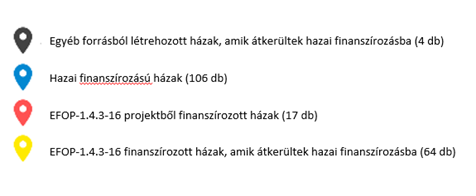 Egyéb forrásból létrehozott házak, amik átkerültek hazai finanszírozásba (4 db)
Hazai finanszírozású házak (106 db)
EFOP-1.4.3-16 projektből finanszírozott házak (17 db)
EFOP-1.4.3-16 finanszírozott házak, amik átkerültek hazai finanszírozásba (64 db)